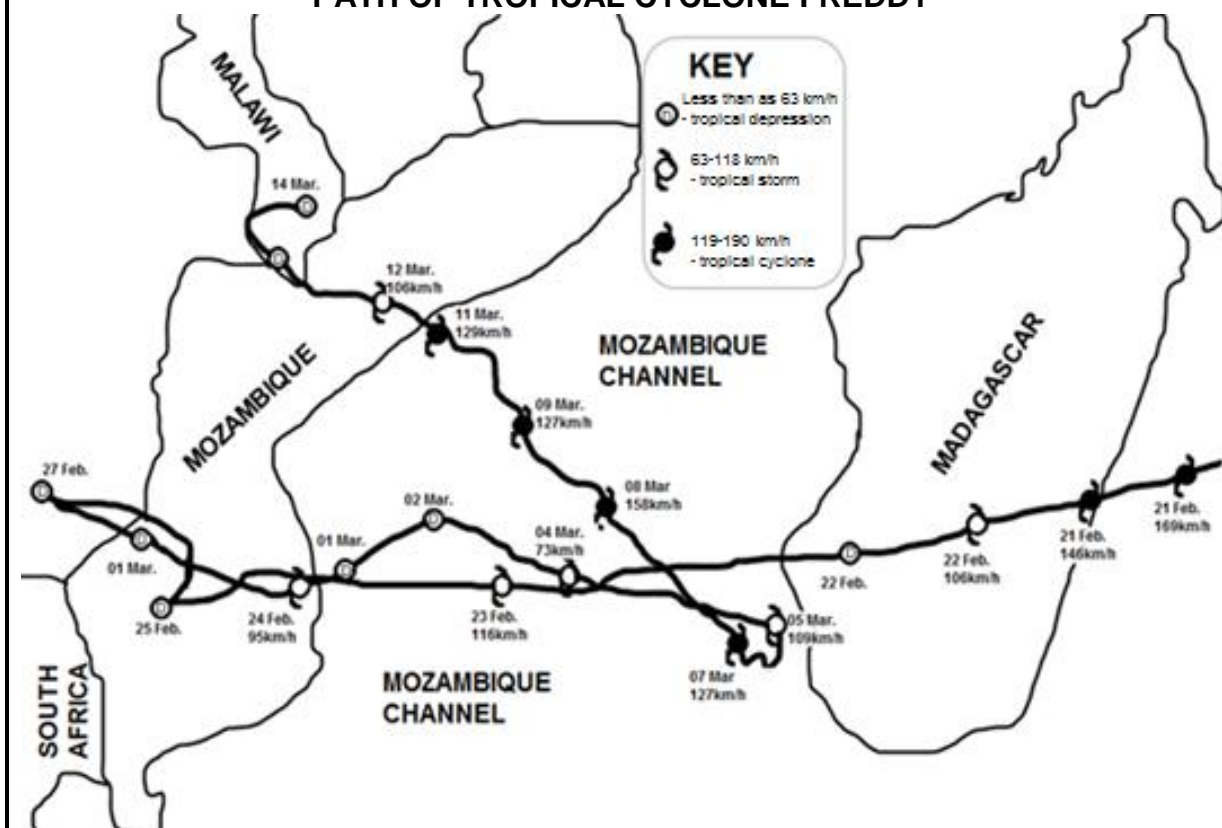 PATH OF TROPICAL CYCLONE FREDDY
KEY
Less than as 63 km/h
- tropical depression
63-118 km/h
- tropical storm
119-190 km/h
- tropical cyclone
MALAWI
14 Mar.
12 Mar.
106km/h
11 Mar.
129km/h
MOZAMBIQUE
CHANNEL
MOZAMBIQUE
MADAGASCAR
09 Mar.
127km/h
27 Feb.
08 Mar
158km/h
02 Mar.
21 Feb.
169km/h
01 Mar.
04 Mar.
73km/h
21 Feb.
146km/h
01 Mar.
22 Feb.
106km/h
22 Feb.
25 Feb.
24 Feb.
95km/h
23 Feb.
116km/h
05 Mar.
109km/h
07 Mar
127km/h
MOZAMBIQUE
CHANNEL
SOUTH
AFRICA